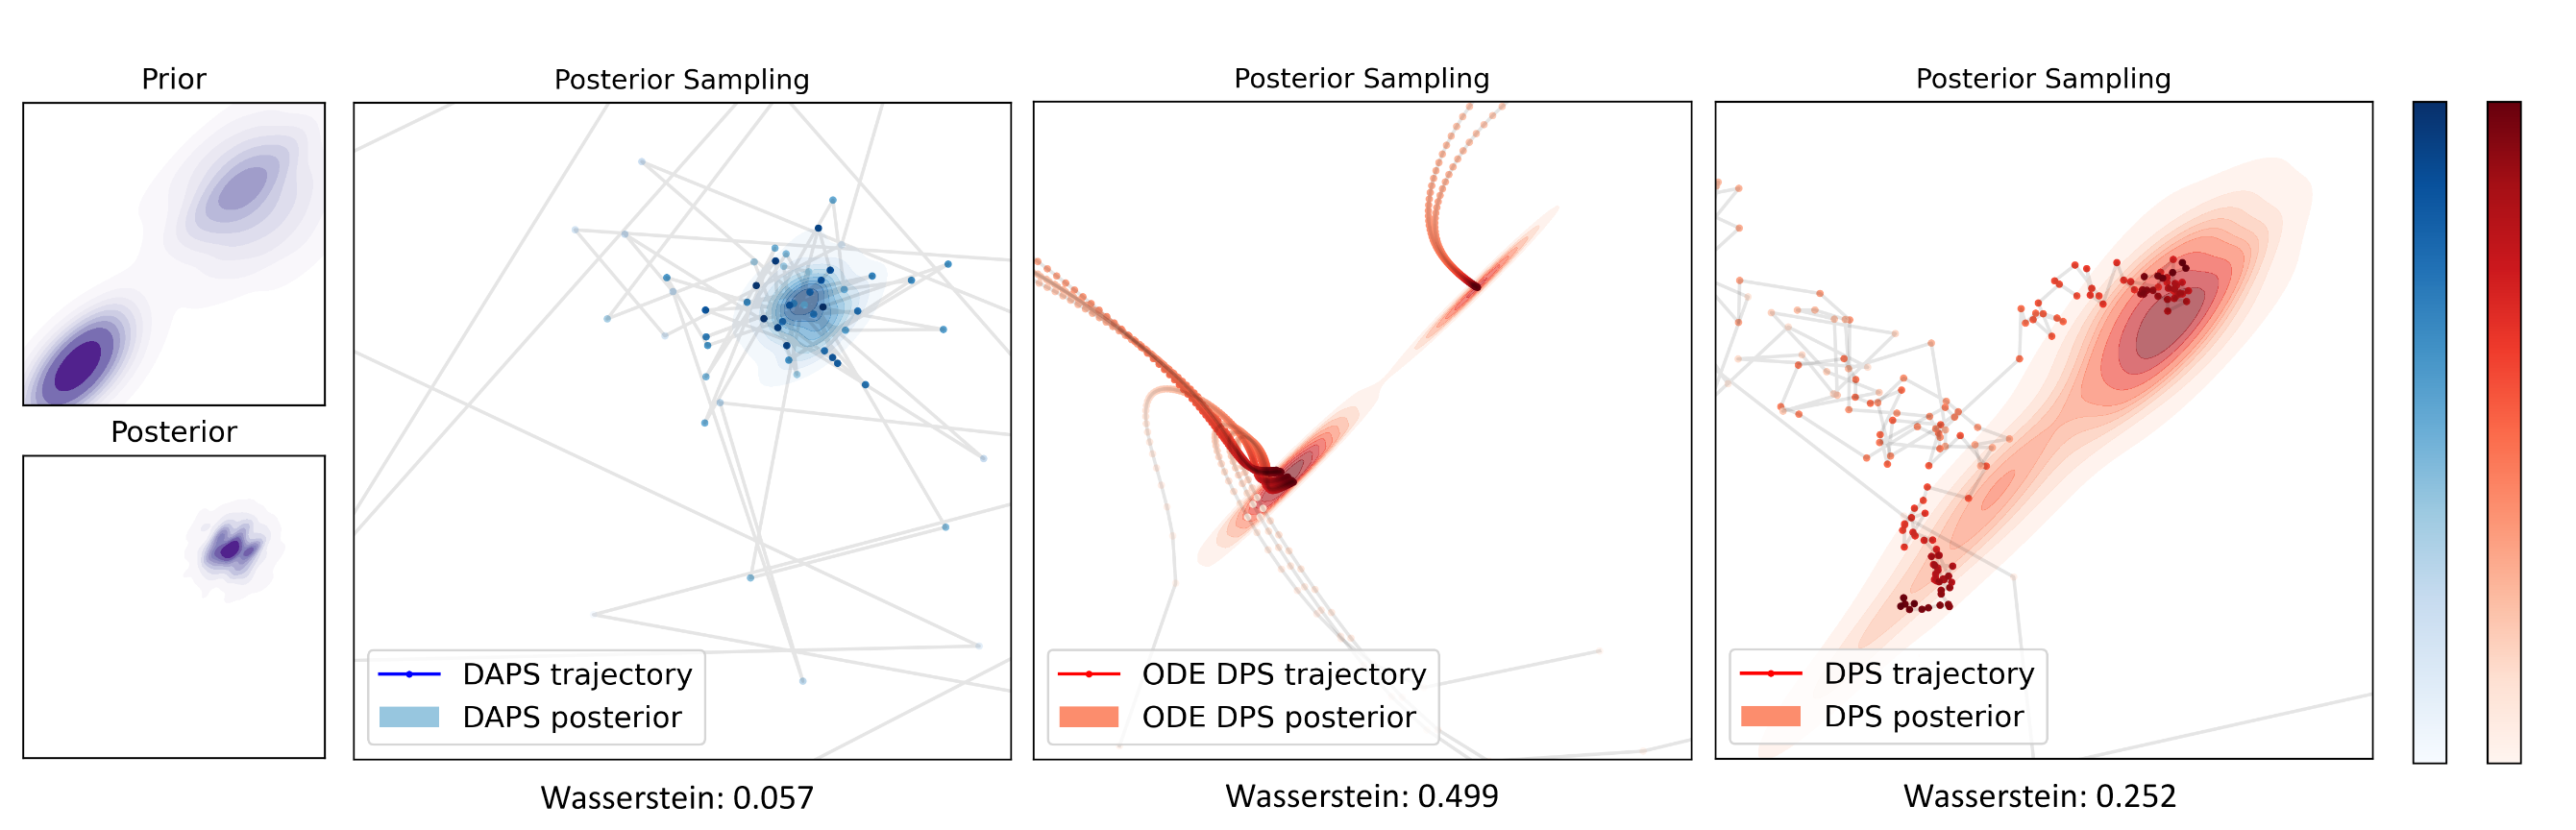 Prior
Posterior
Posterior Sampling
DAPS trajectory
DAPS posterior
Wasserstein: 0.057
Posterior Sampling
ODE DPS trajectory
ODE DPS posterior
Wasserstein: 0.499
Posterior Sampling
DPS trajectory
DPS posterior
Wasserstein: 0.252